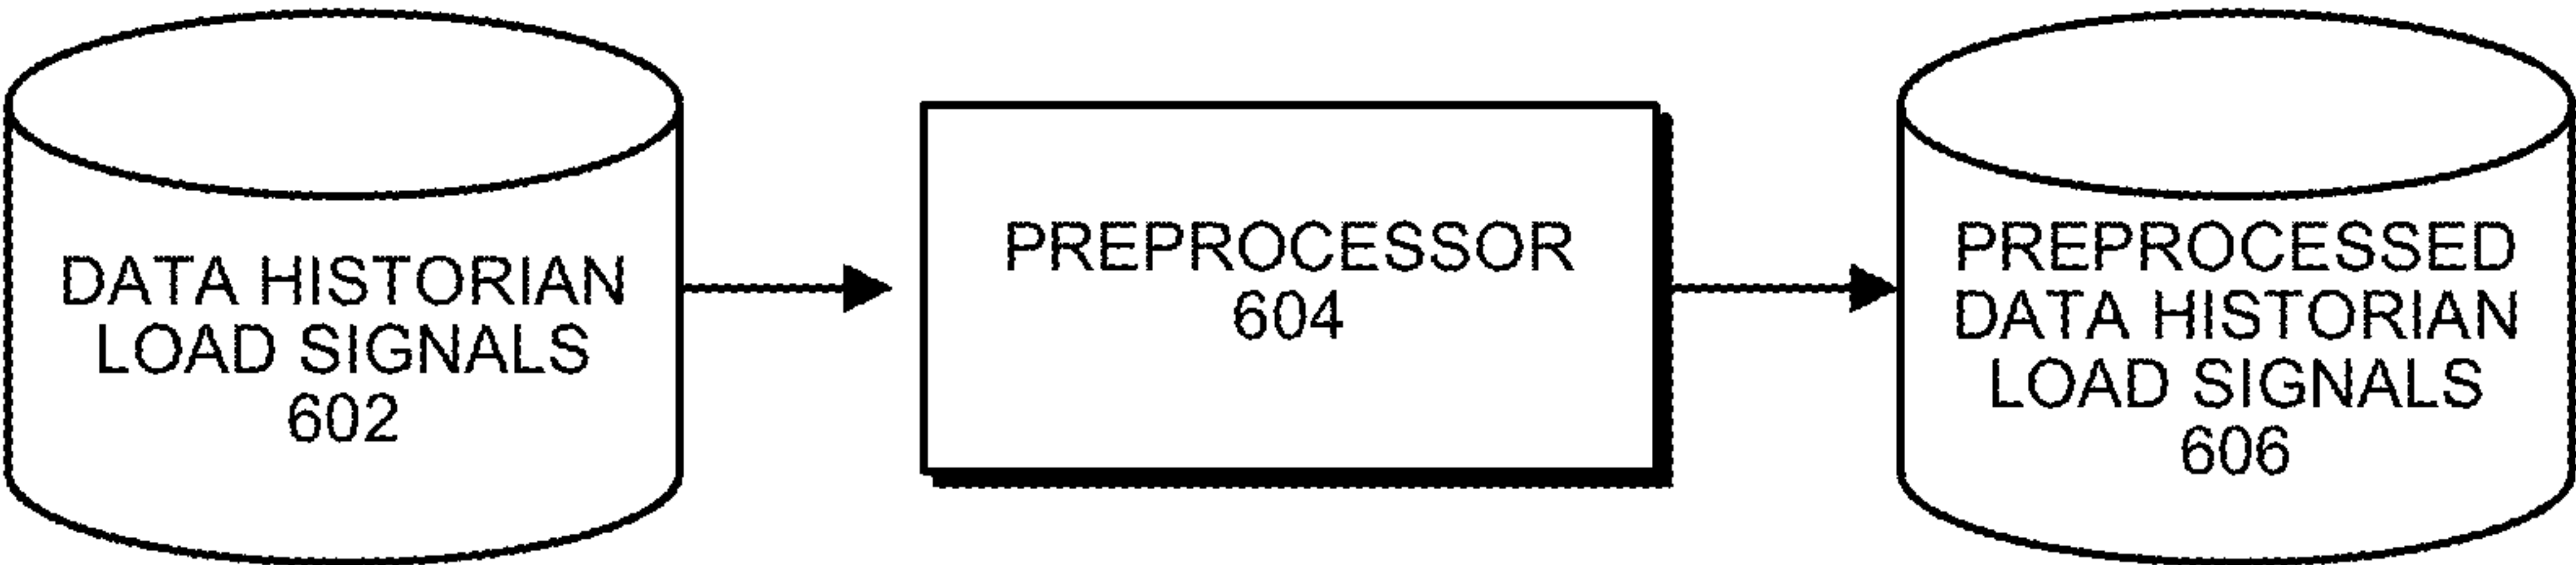 DATA HISTORIAN
LOAD SIGNALS
602
PREPROCESSOR
604
PREPROCESSED
DATA HISTORIAN
LOAD SIGNALS
606